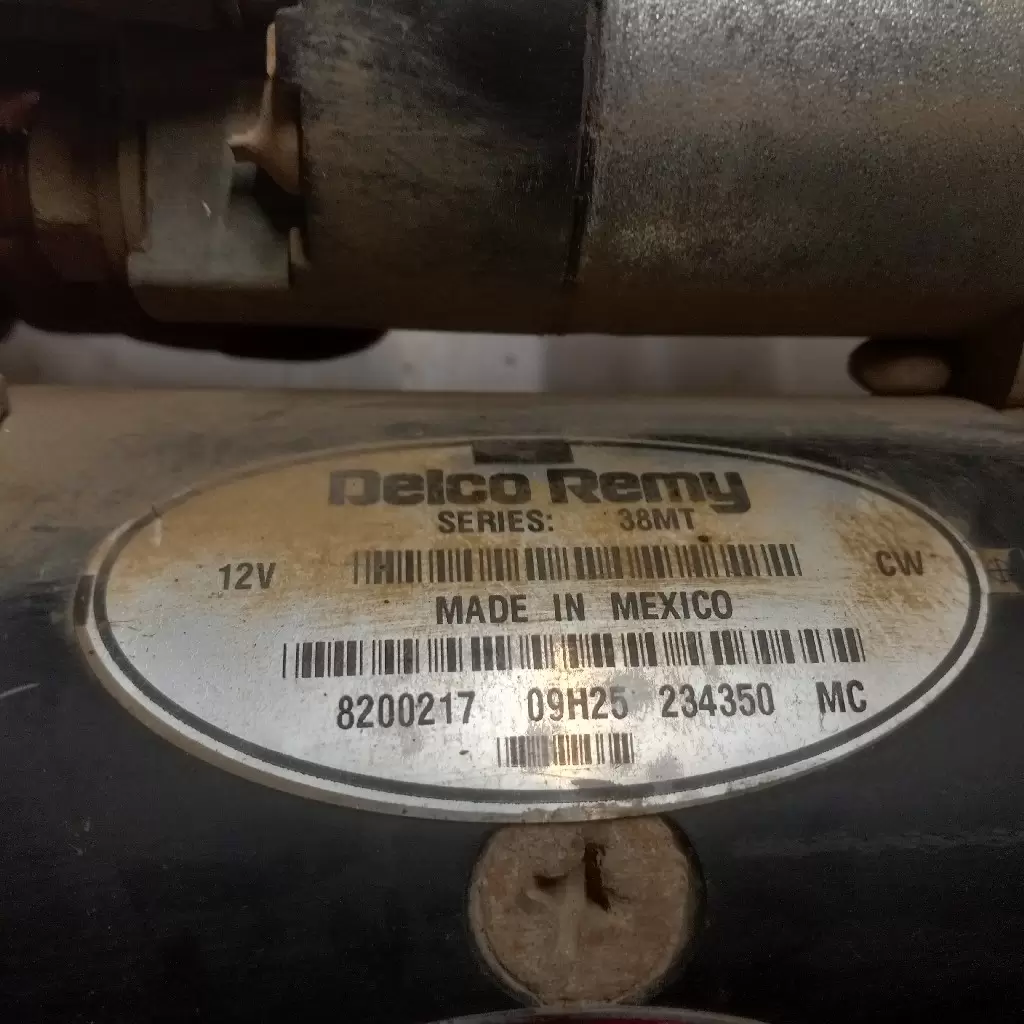 Delco Remy
SERIES: 38MT
12V CW
MADE IN MEXICO
8200217 09H25 234350 MC